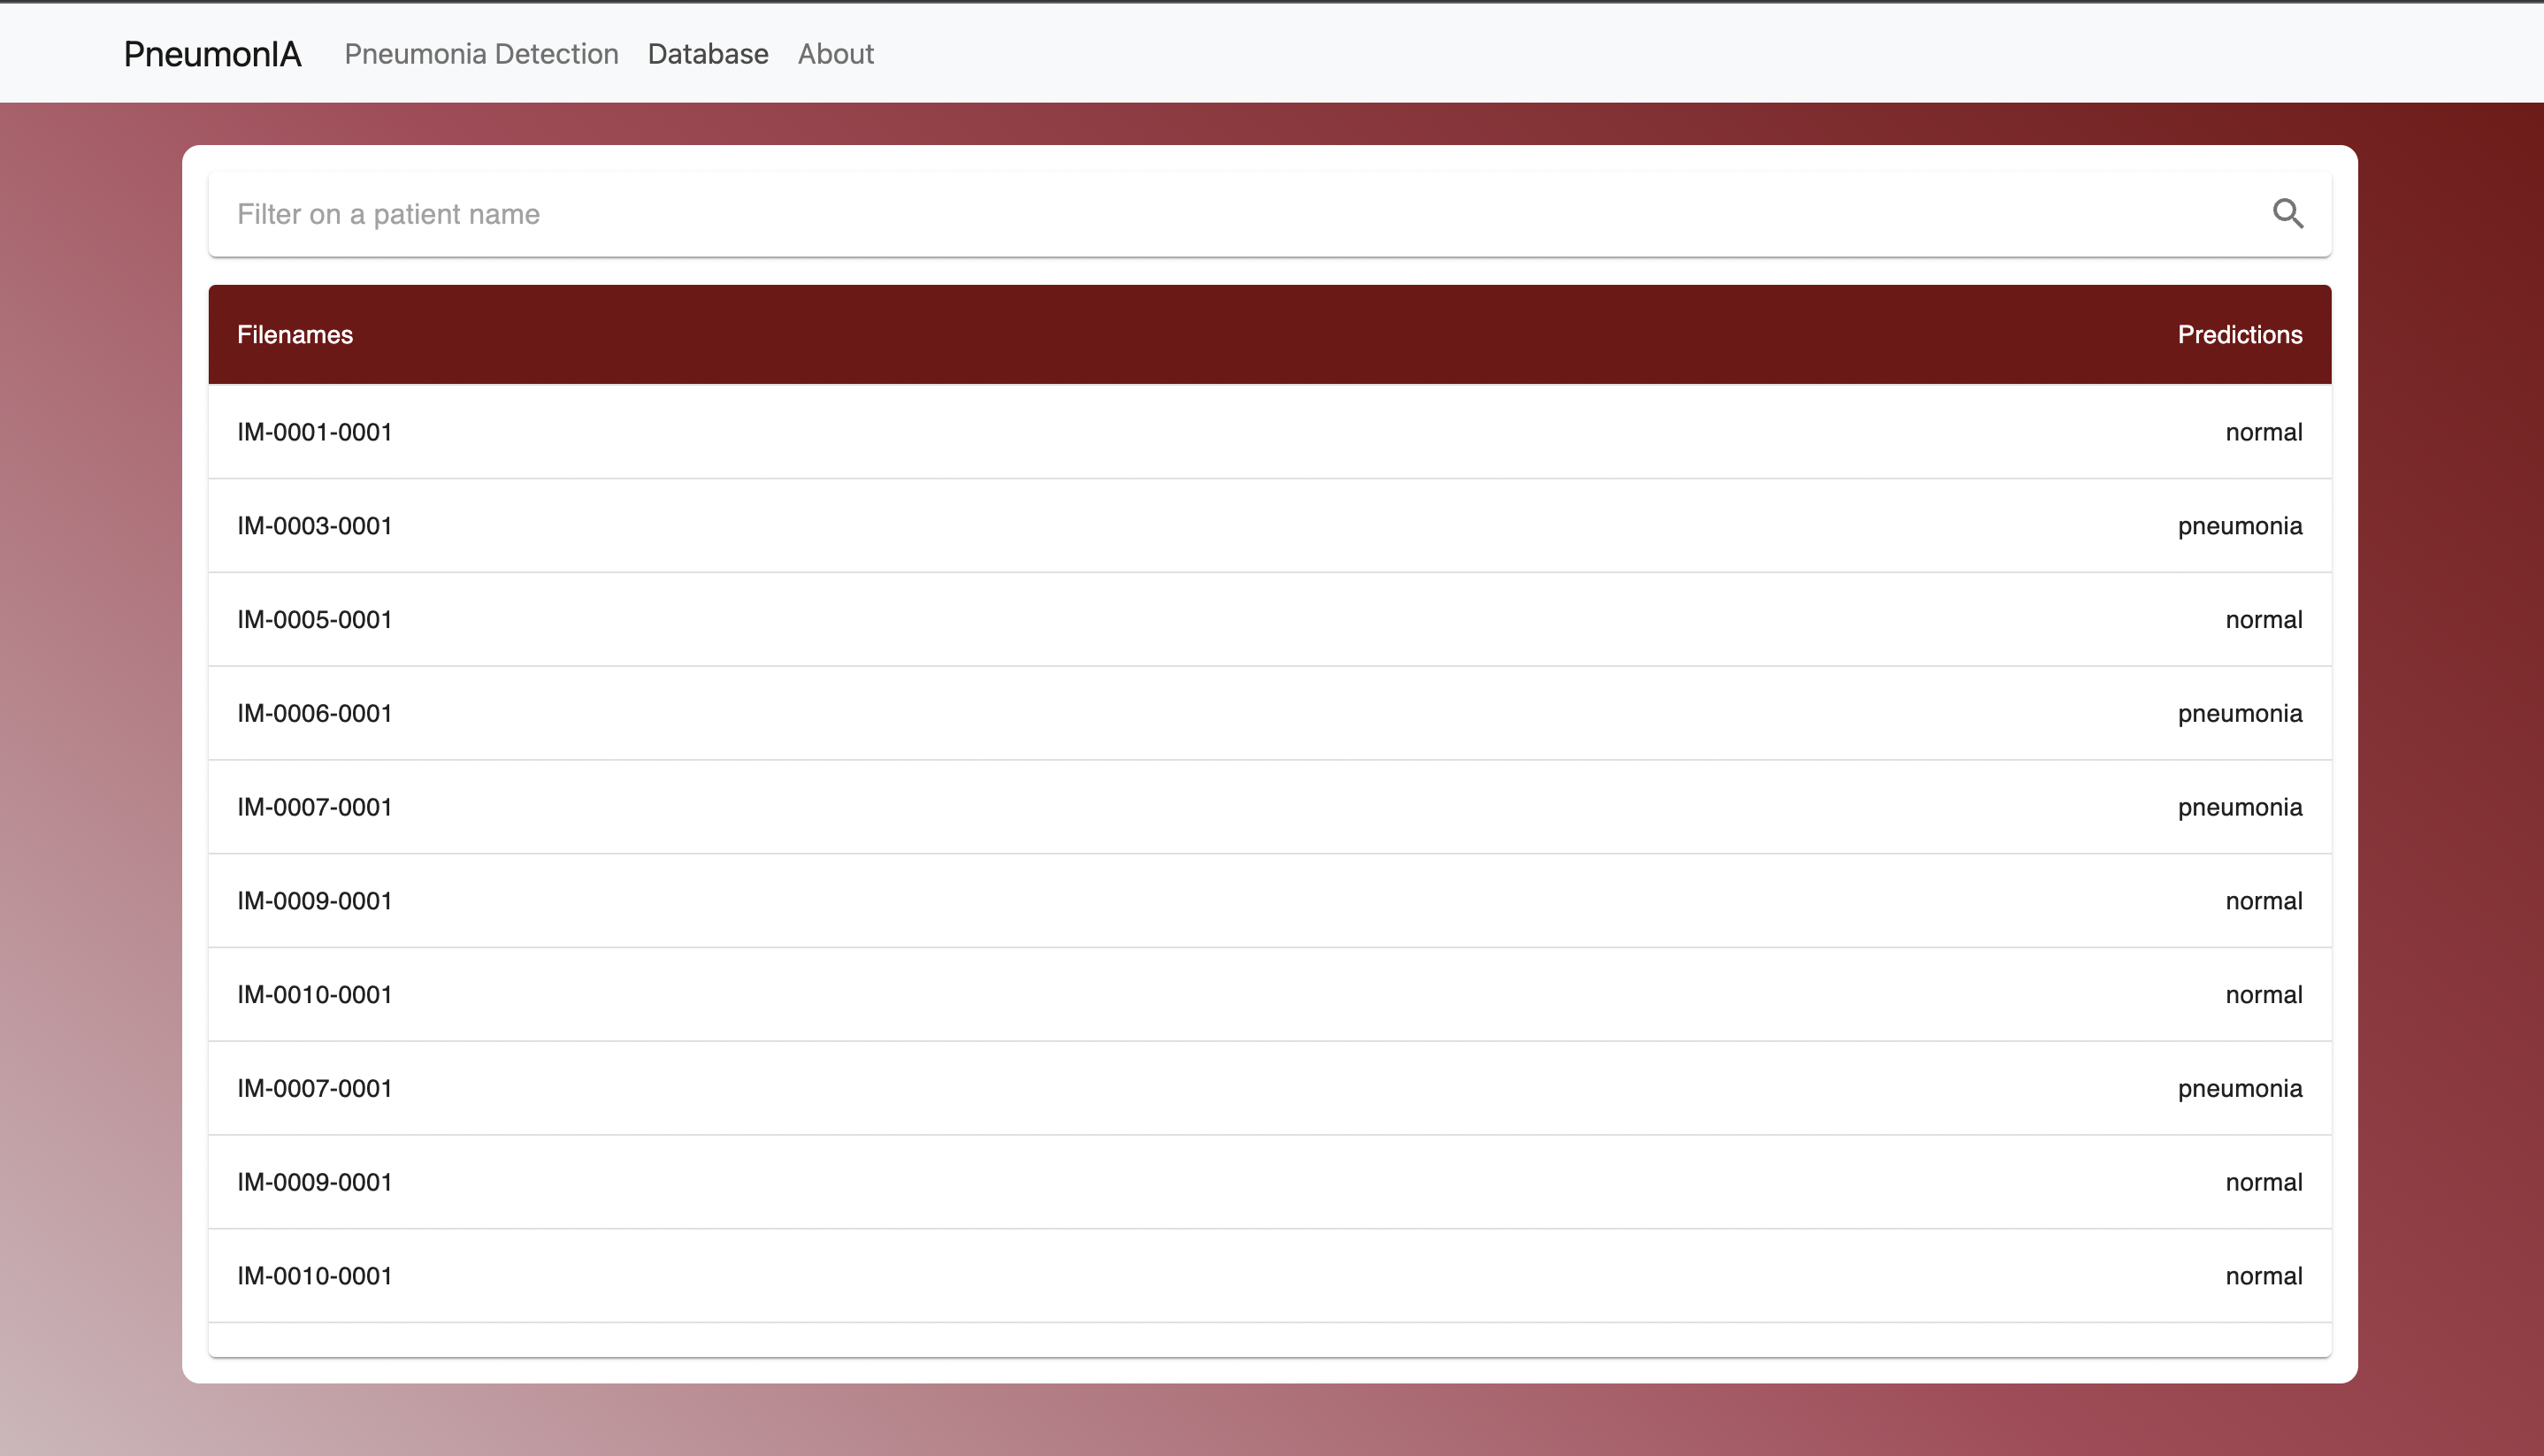 PneumonIA Pneumonia Detection Database About
Filter on a patient name
Filenames Predictions
IM-0001-0001 normal
IM-0003-0001 pneumonia
IM-0005-0001 normal
IM-0006-0001 pneumonia
IM-0007-0001 pneumonia
IM-0009-0001 normal
IM-0010-0001 normal
IM-0007-0001 pneumonia
IM-0009-0001 normal
IM-0010-0001 normal